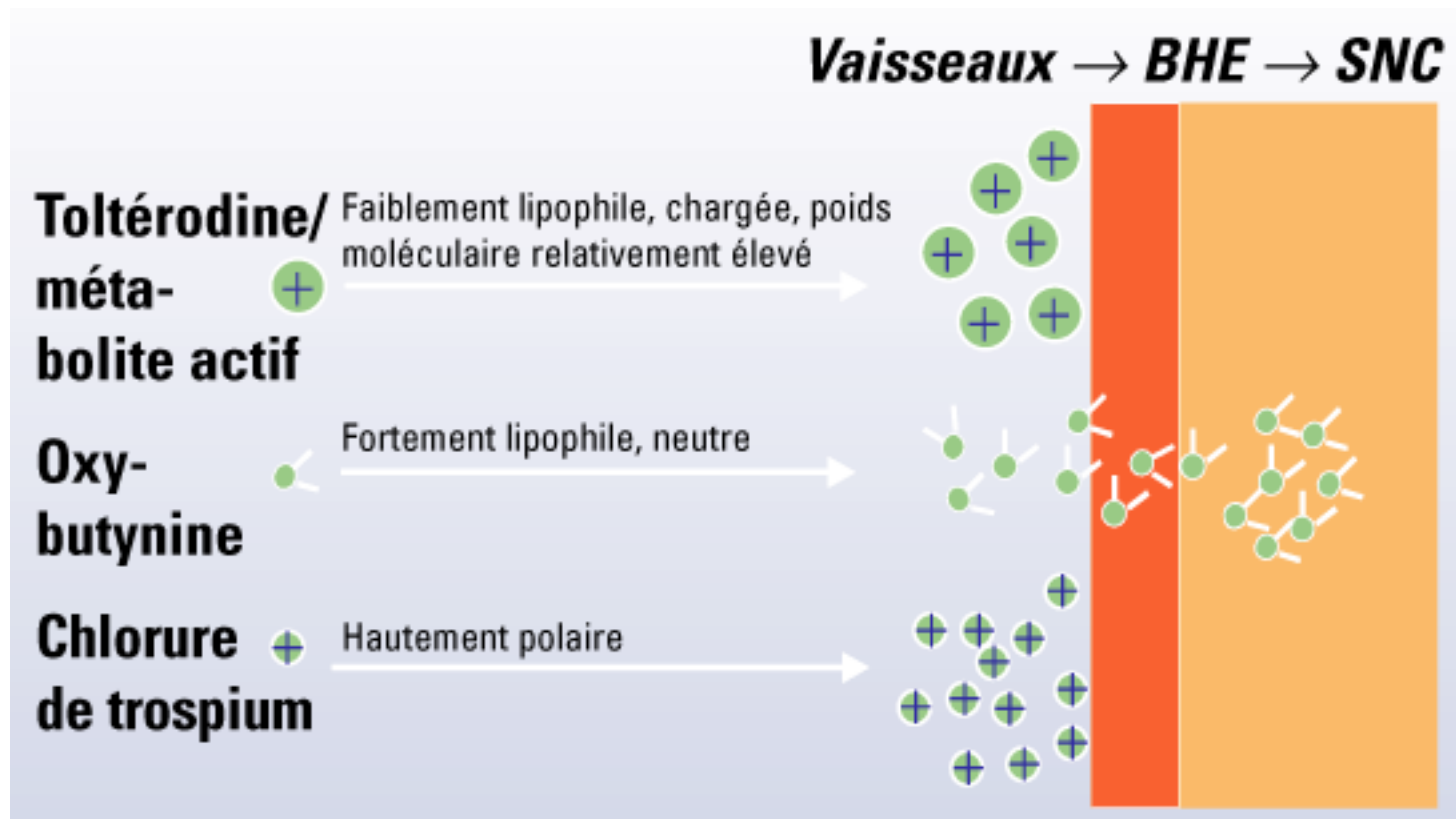 Vaisseaux → BHE → SNC
Toltérodine/
méta-
bolite actif
Faiblement lipophile, chargée, poids
moléculaire relativement élevé
Oxy-
butynine
Fortement lipophile, neutre
Chlorure
de trospium
Hautement polaire